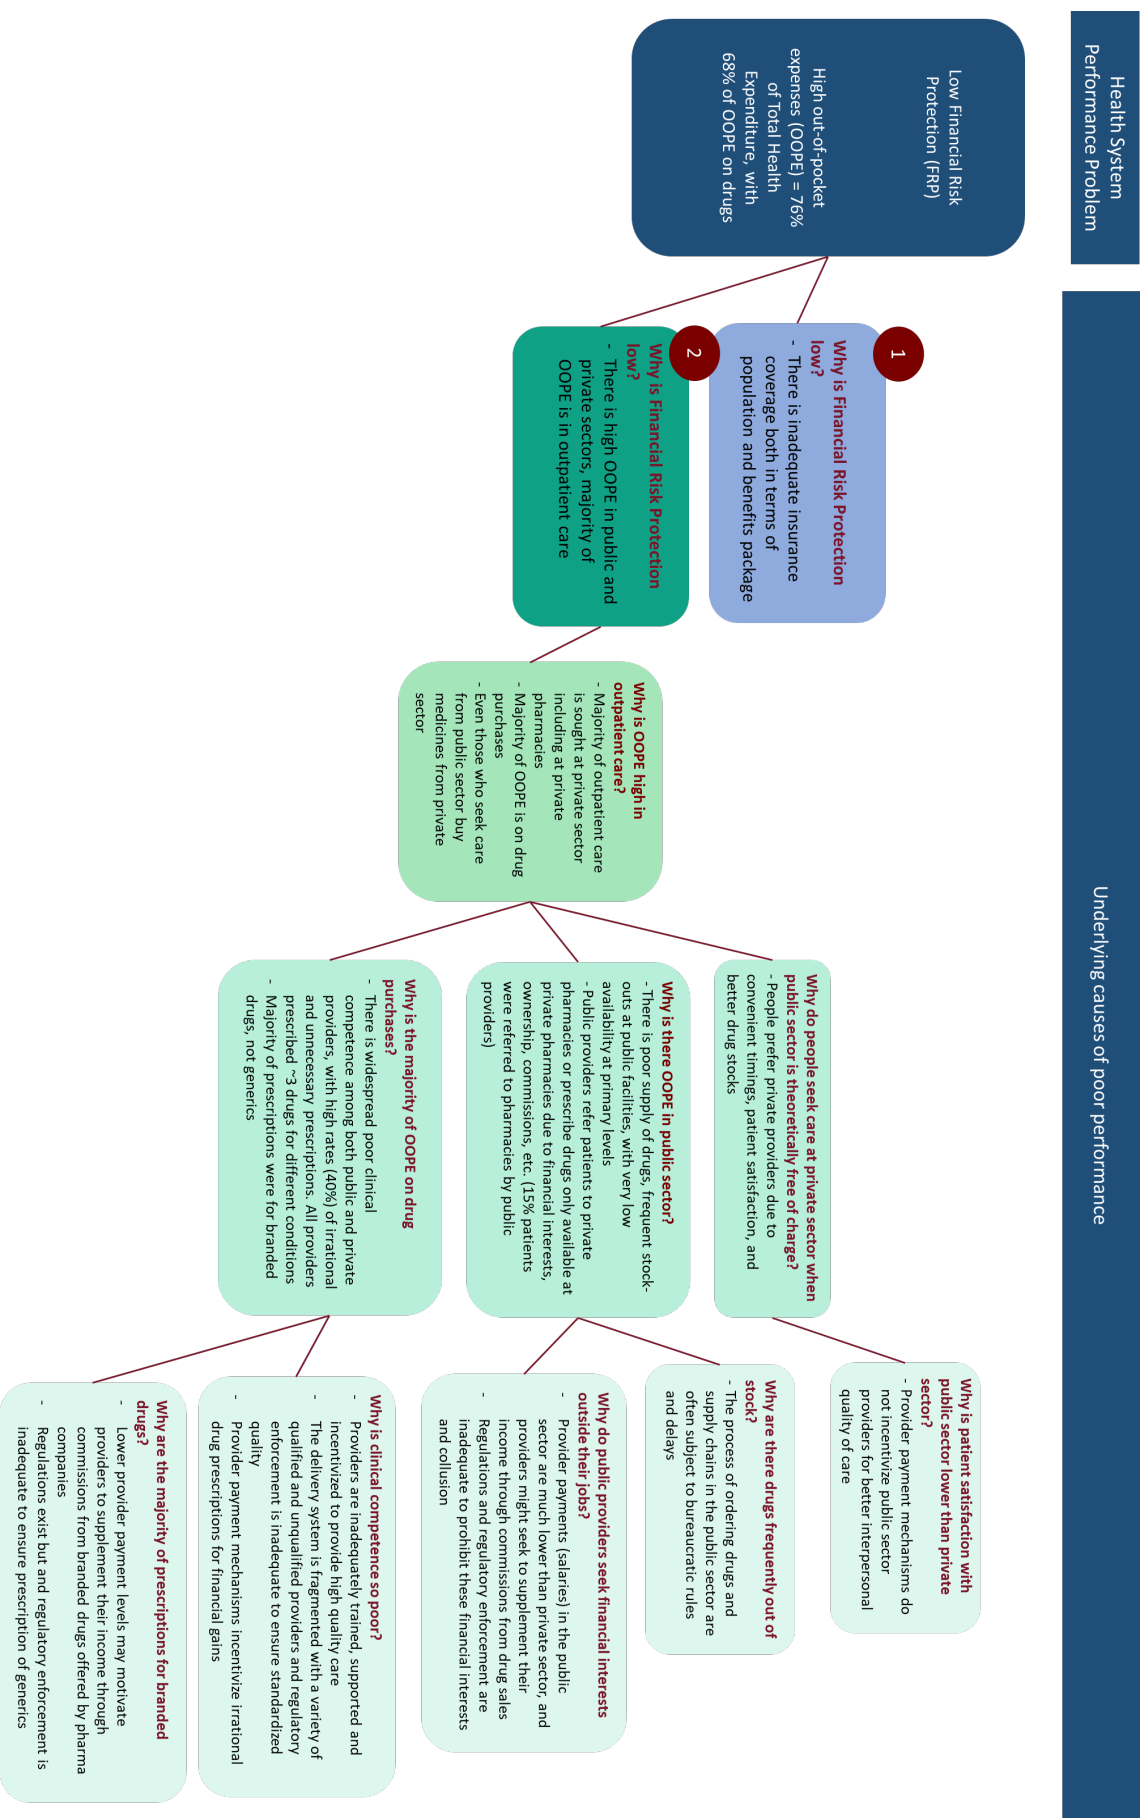 Health System
Performance Problem
Underlying causes of poor performance
Low Financial Risk
Protection (FRP)
High out-of-pocket
expenses (OOPE) = 76%
of Total Health
Expenditure, with
68% of OOPE on drugs
1
Why is Financial Risk Protection
low?
- There is inadequate insurance
coverage both in terms of
population and benefits package
2
Why is Financial Risk Protection
low?
- There is high OOPE in public and
private sectors, majority of
OOPE is in outpatient care
Why is OOPE high in
outpatient care?
- Majority of outpatient care
is sought at private sector
including at private
pharmacies
- Majority of OOPE is on drug
purchases
- Even those who seek care
from public sector buy
medicines from private
sector
Why do people seek care at private sector when
public sector is theoretically free of charge?
- People prefer private providers due to
convenient timings, patient satisfaction, and
better drug stocks
Why is there OOPE in public sector?
- There is poor supply of drugs, frequent stock-
outs at public facilities, with very low
availability at primary levels
- Public providers refer patients to private
pharmacies or prescribe drugs only available at
private pharmacies due to financial interests,
ownership, commissions, etc. (15% patients
were referred to pharmacies by public
providers)
Why is the majority of OOPE on drug
purchases?
- There is widespread poor clinical
competence among both public and private
providers, with high rates (40%) of irrational
and unnecessary prescriptions. All providers
prescribed ~3 drugs for different conditions
- Majority of prescriptions were for branded
drugs, not generics
Why is patient satisfaction with
public sector lower than private
sector?
- Provider payment mechanisms do
not incentivize public sector
providers for better interpersonal
quality of care
Why are there drugs frequently out of
stock?
- The process of ordering drugs and
supply chains in the public sector are
often subject to bureaucratic rules
and delays
Why do public providers seek financial interests
outside their jobs?
- Provider payments (salaries) in the public
sector are much lower than private sector, and
providers might seek to supplement their
income through commissions from drug sales
- Regulations and regulatory enforcement are
inadequate to prohibit these financial interests
and collusion
Why is clinical competence so poor?
- Providers are inadequately trained, supported and
incentivized to provide high quality care
- The delivery system is fragmented with a variety of
qualified and unqualified providers and regulatory
enforcement is inadequate to ensure standardized
quality
- Provider payment mechanisms incentivize irrational
drug prescriptions for financial gains
Why are the majority of prescriptions for branded
drugs?
- Lower provider payment levels may motivate
providers to supplement their income through
commissions from branded drugs offered by pharma
companies
- Regulations exist but and regulatory enforcement is
inadequate to ensure prescription of generics